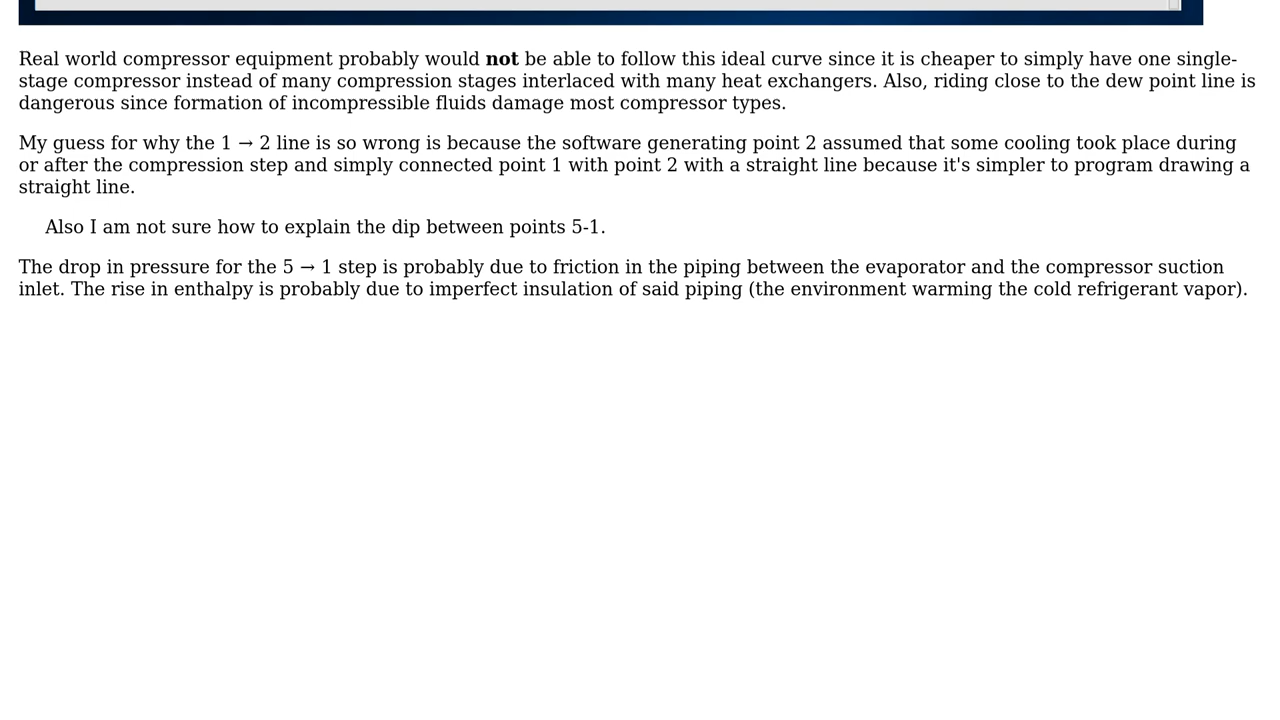 Real world compressor equipment probably would not be able to follow this ideal curve since it is cheaper to simply have one single-
stage compressor instead of many compression stages interlaced with many heat exchangers. Also, riding close to the dew point line is
dangerous since formation of incompressible fluids damage most compressor types.
My guess for why the 1 → 2 line is so wrong is because the software generating point 2 assumed that some cooling took place during
or after the compression step and simply connected point 1 with point 2 with a straight line because it's simpler to program drawing a
straight line.
Also I am not sure how to explain the dip between points 5-1.
The drop in pressure for the 5 → 1 step is probably due to friction in the piping between the evaporator and the compressor suction
inlet. The rise in enthalpy is probably due to imperfect insulation of said piping (the environment warming the cold refrigerant vapor).